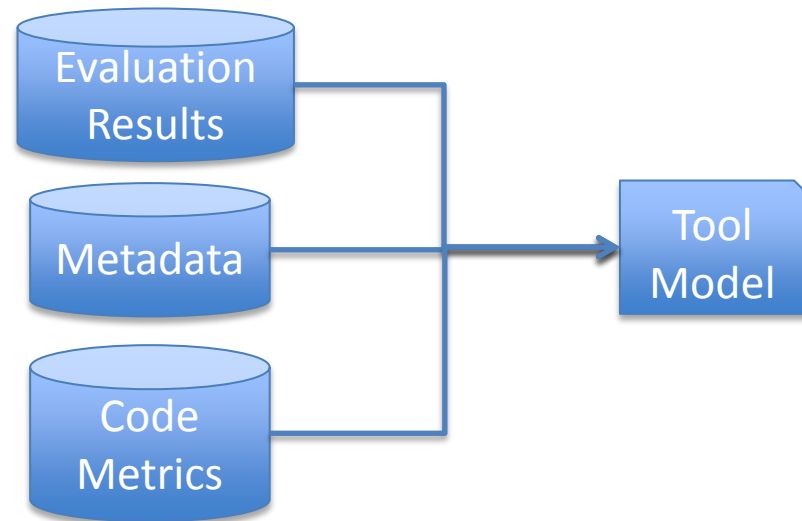 Evaluation
Results
Metadata
Code
Metrics
Tool
Model